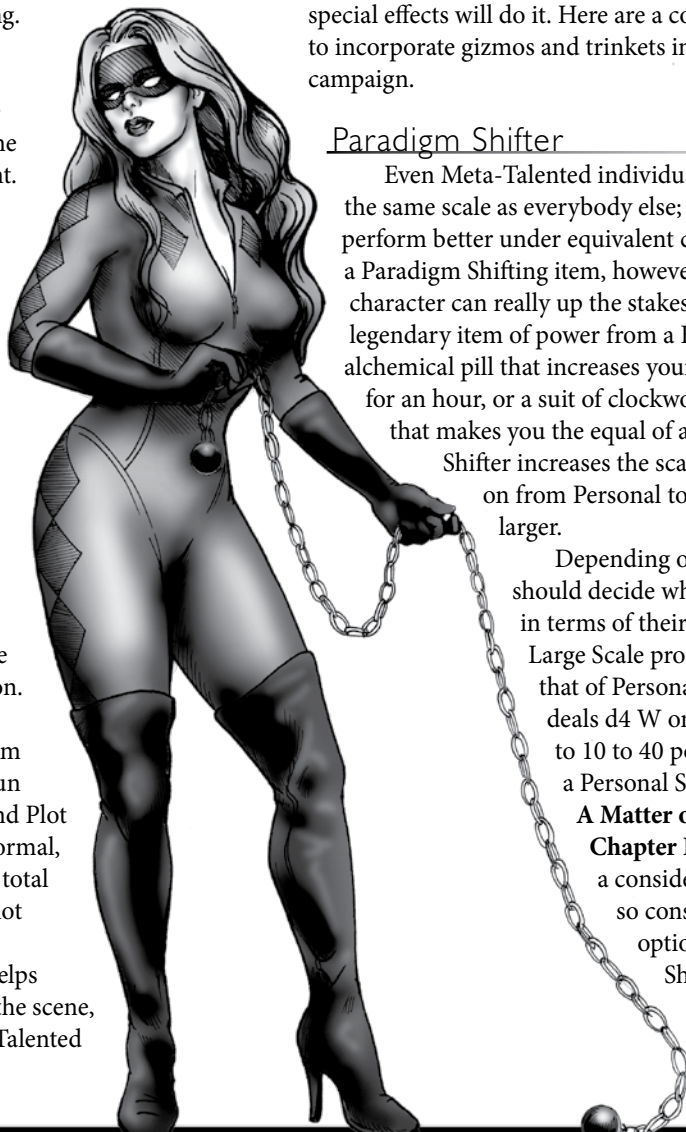 ng.
ne
nt.
e
on.
m
un
nd Plot
ormal,
total
ot
elps
the scene,
Talented
special effects will do it. Here are a co
to incorporate gizmos and trinkets in
campaign.
Paradigm Shifter
Even Meta-Talented individu
the same scale as everybody else;
perform better under equivalent c
a Paradigm Shifting item, howeve
character can really up the stakes
legendary item of power from a
alchemical pill that increases your
for an hour, or a suit of clockwo
that makes you the equal of a
Shifter increases the sca
on from Personal to
larger.
Depending o
should decide wh
in terms of their
Large Scale pro
that of Persona
deals d4 W or
to 10 to 40 po
a Personal S
A Matter o
Chapter
a conside
so cons
optio
Sh